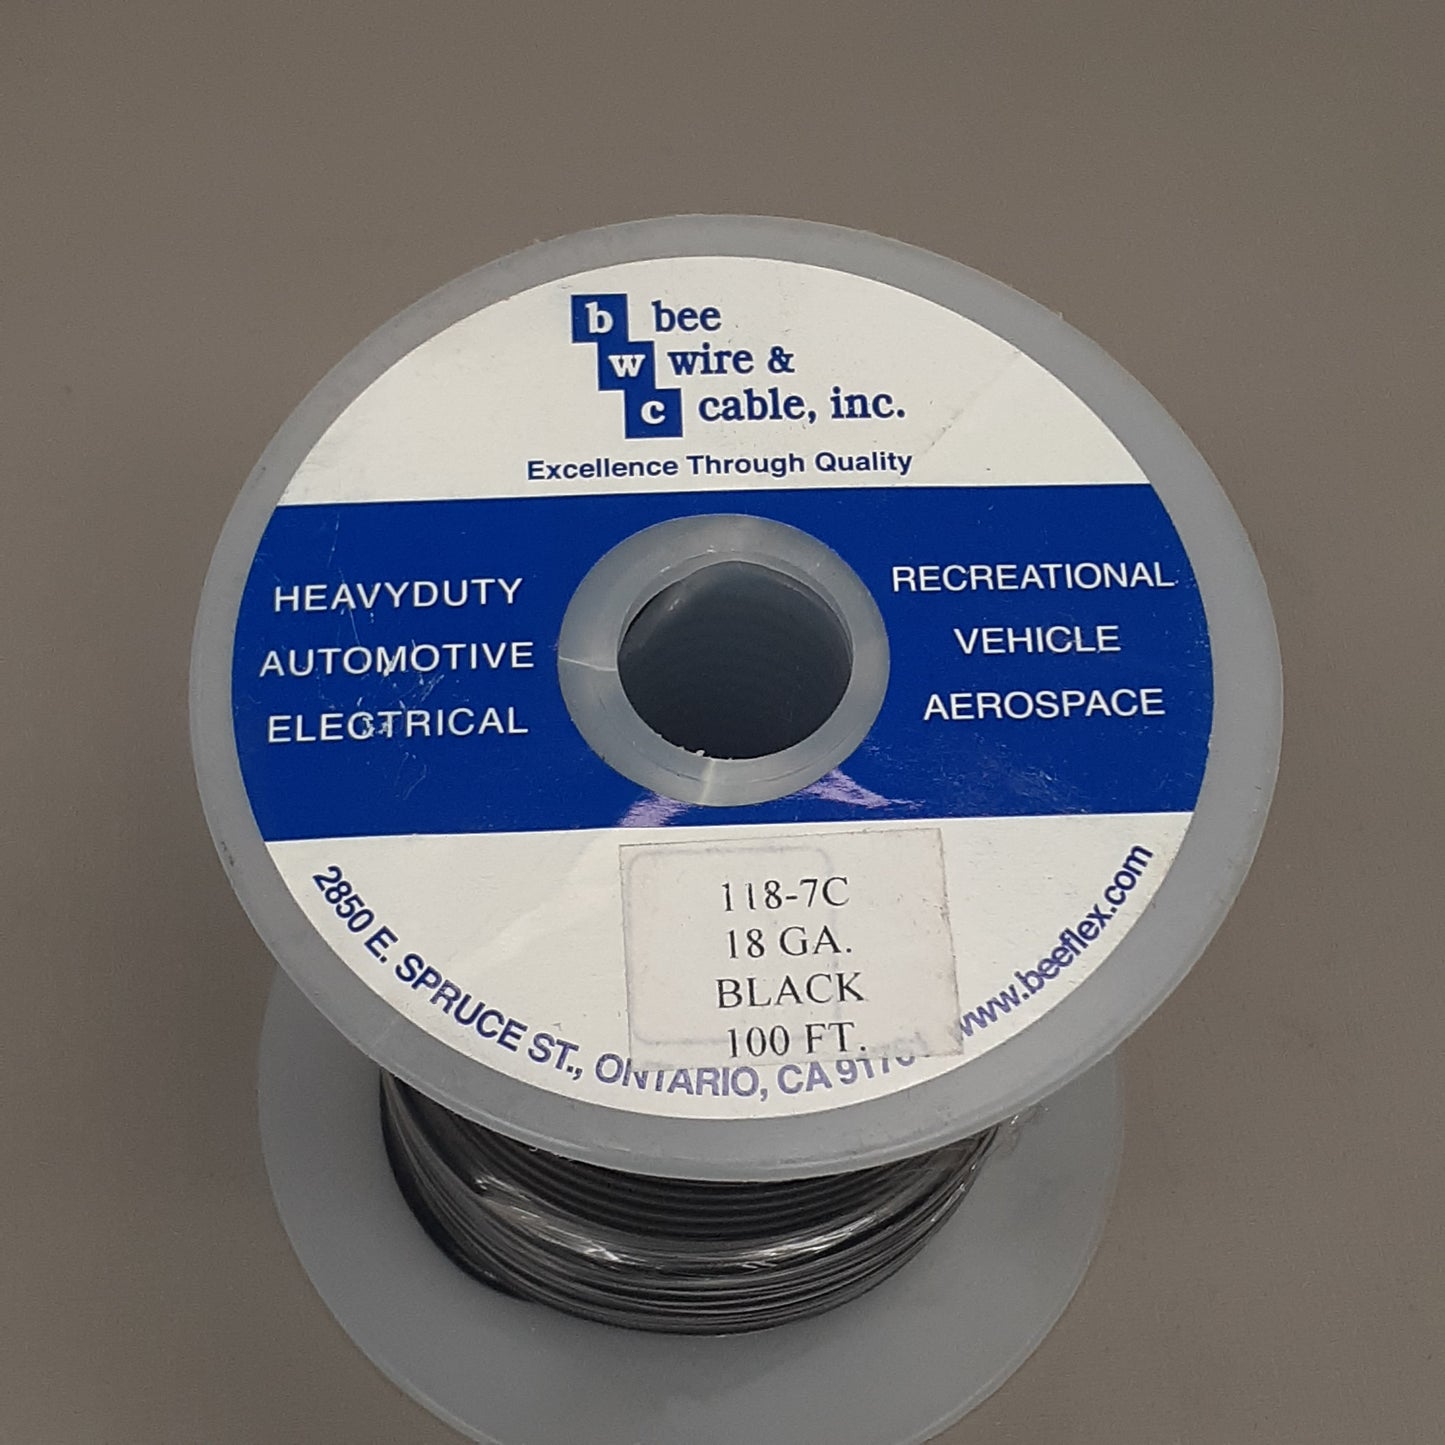 b bee
w wire &
c cable, inc.
Excellence Through Quality
HEAVYDUTY
AUTOMOTIVE
ELECTRICAL
RECREATIONAL
VEHICLE
AEROSPACE
118-7C
18 GA.
BLACK
100 FT.
2850 E. SPRUCE ST., ONTARIO, CA www.beeflex.com